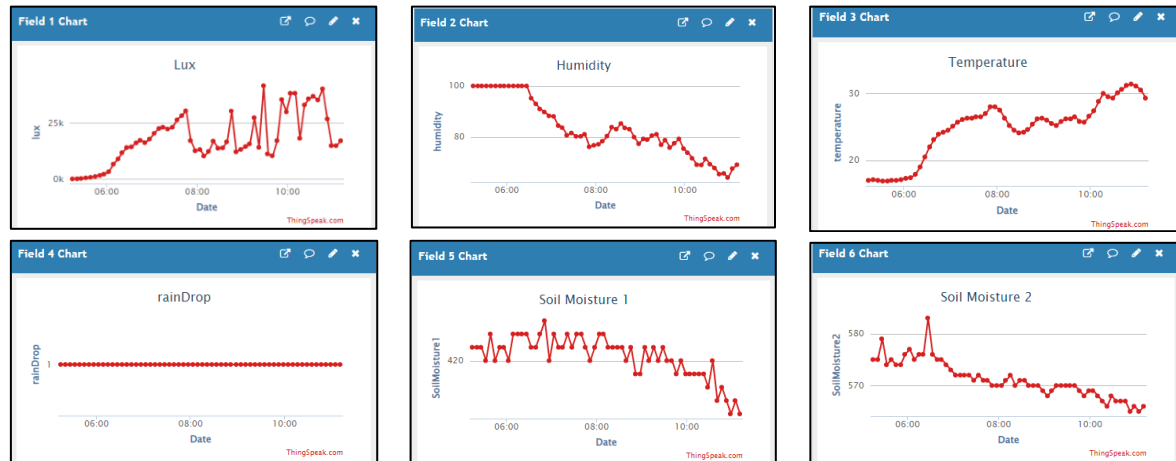 Field 1 Chart
Lux
lux
25k
0k
06:00 08:00 10:00
Date
ThingSpeak.com
Field 2 Chart
Humidity
humidity
100
80
06:00 08:00 10:00
Date
ThingSpeak.com
Field 3 Chart
Temperature
temperature
30
20
06:00 08:00 10:00
Date
ThingSpeak.com
Field 4 Chart
rainDrop
rainDrop
1
06:00 08:00 10:00
Date
ThingSpeak.com
Field 5 Chart
Soil Moisture 1
SoilMoisture1
420
06:00 08:00 10:00
Date
ThingSpeak.com
Field 6 Chart
Soil Moisture 2
SoilMoisture2
580
570
06:00 08:00 10:00
Date
ThingSpeak.com